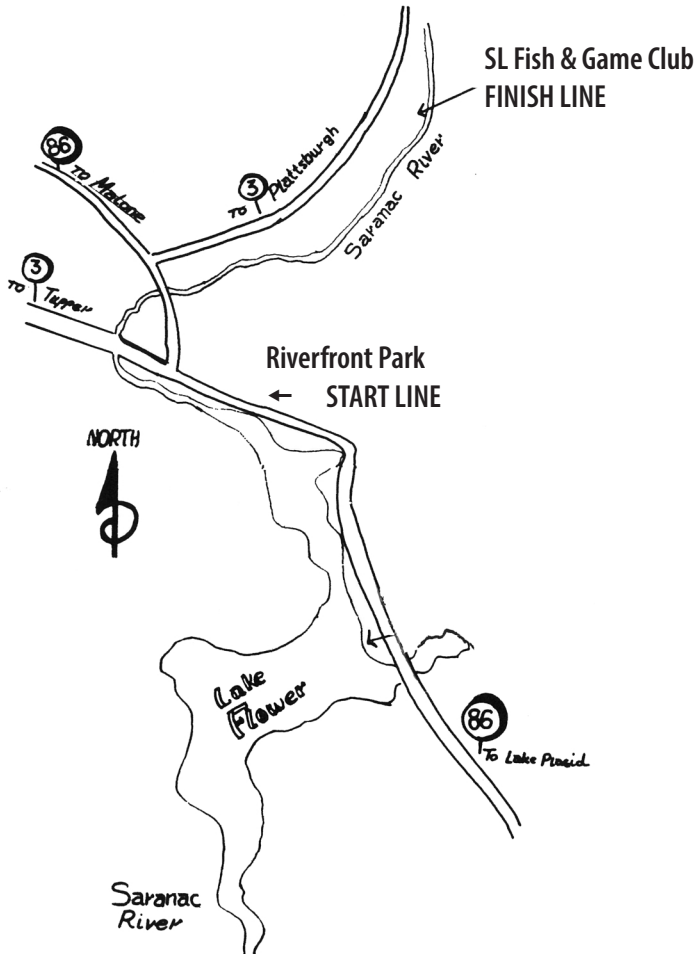 SL Fish & Game Club
FINISH LINE
86
TO Malone
3
TO Plattsburgh
Saranac River
3
TO Tupper
Riverfront Park
← START LINE
NORTH
Lake
Flower
86
To Lake Placid
Saranac
River